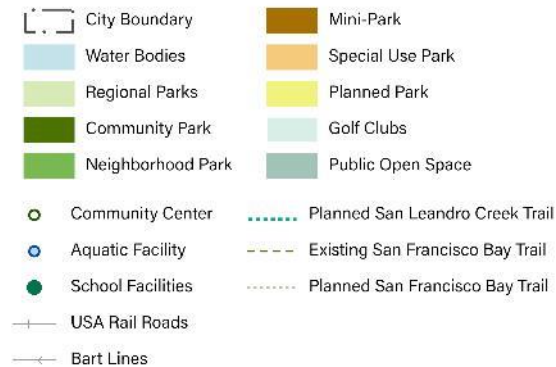 City Boundary
Water Bodies
Regional Parks
Community Park
Neighborhood Park
Mini-Park
Special Use Park
Planned Park
Golf Clubs
Public Open Space
Community Center
Aquatic Facility
School Facilities
USA Rail Roads
Bart Lines
Planned San Leandro Creek Trail
Existing San Francisco Bay Trail
Planned San Francisco Bay Trail